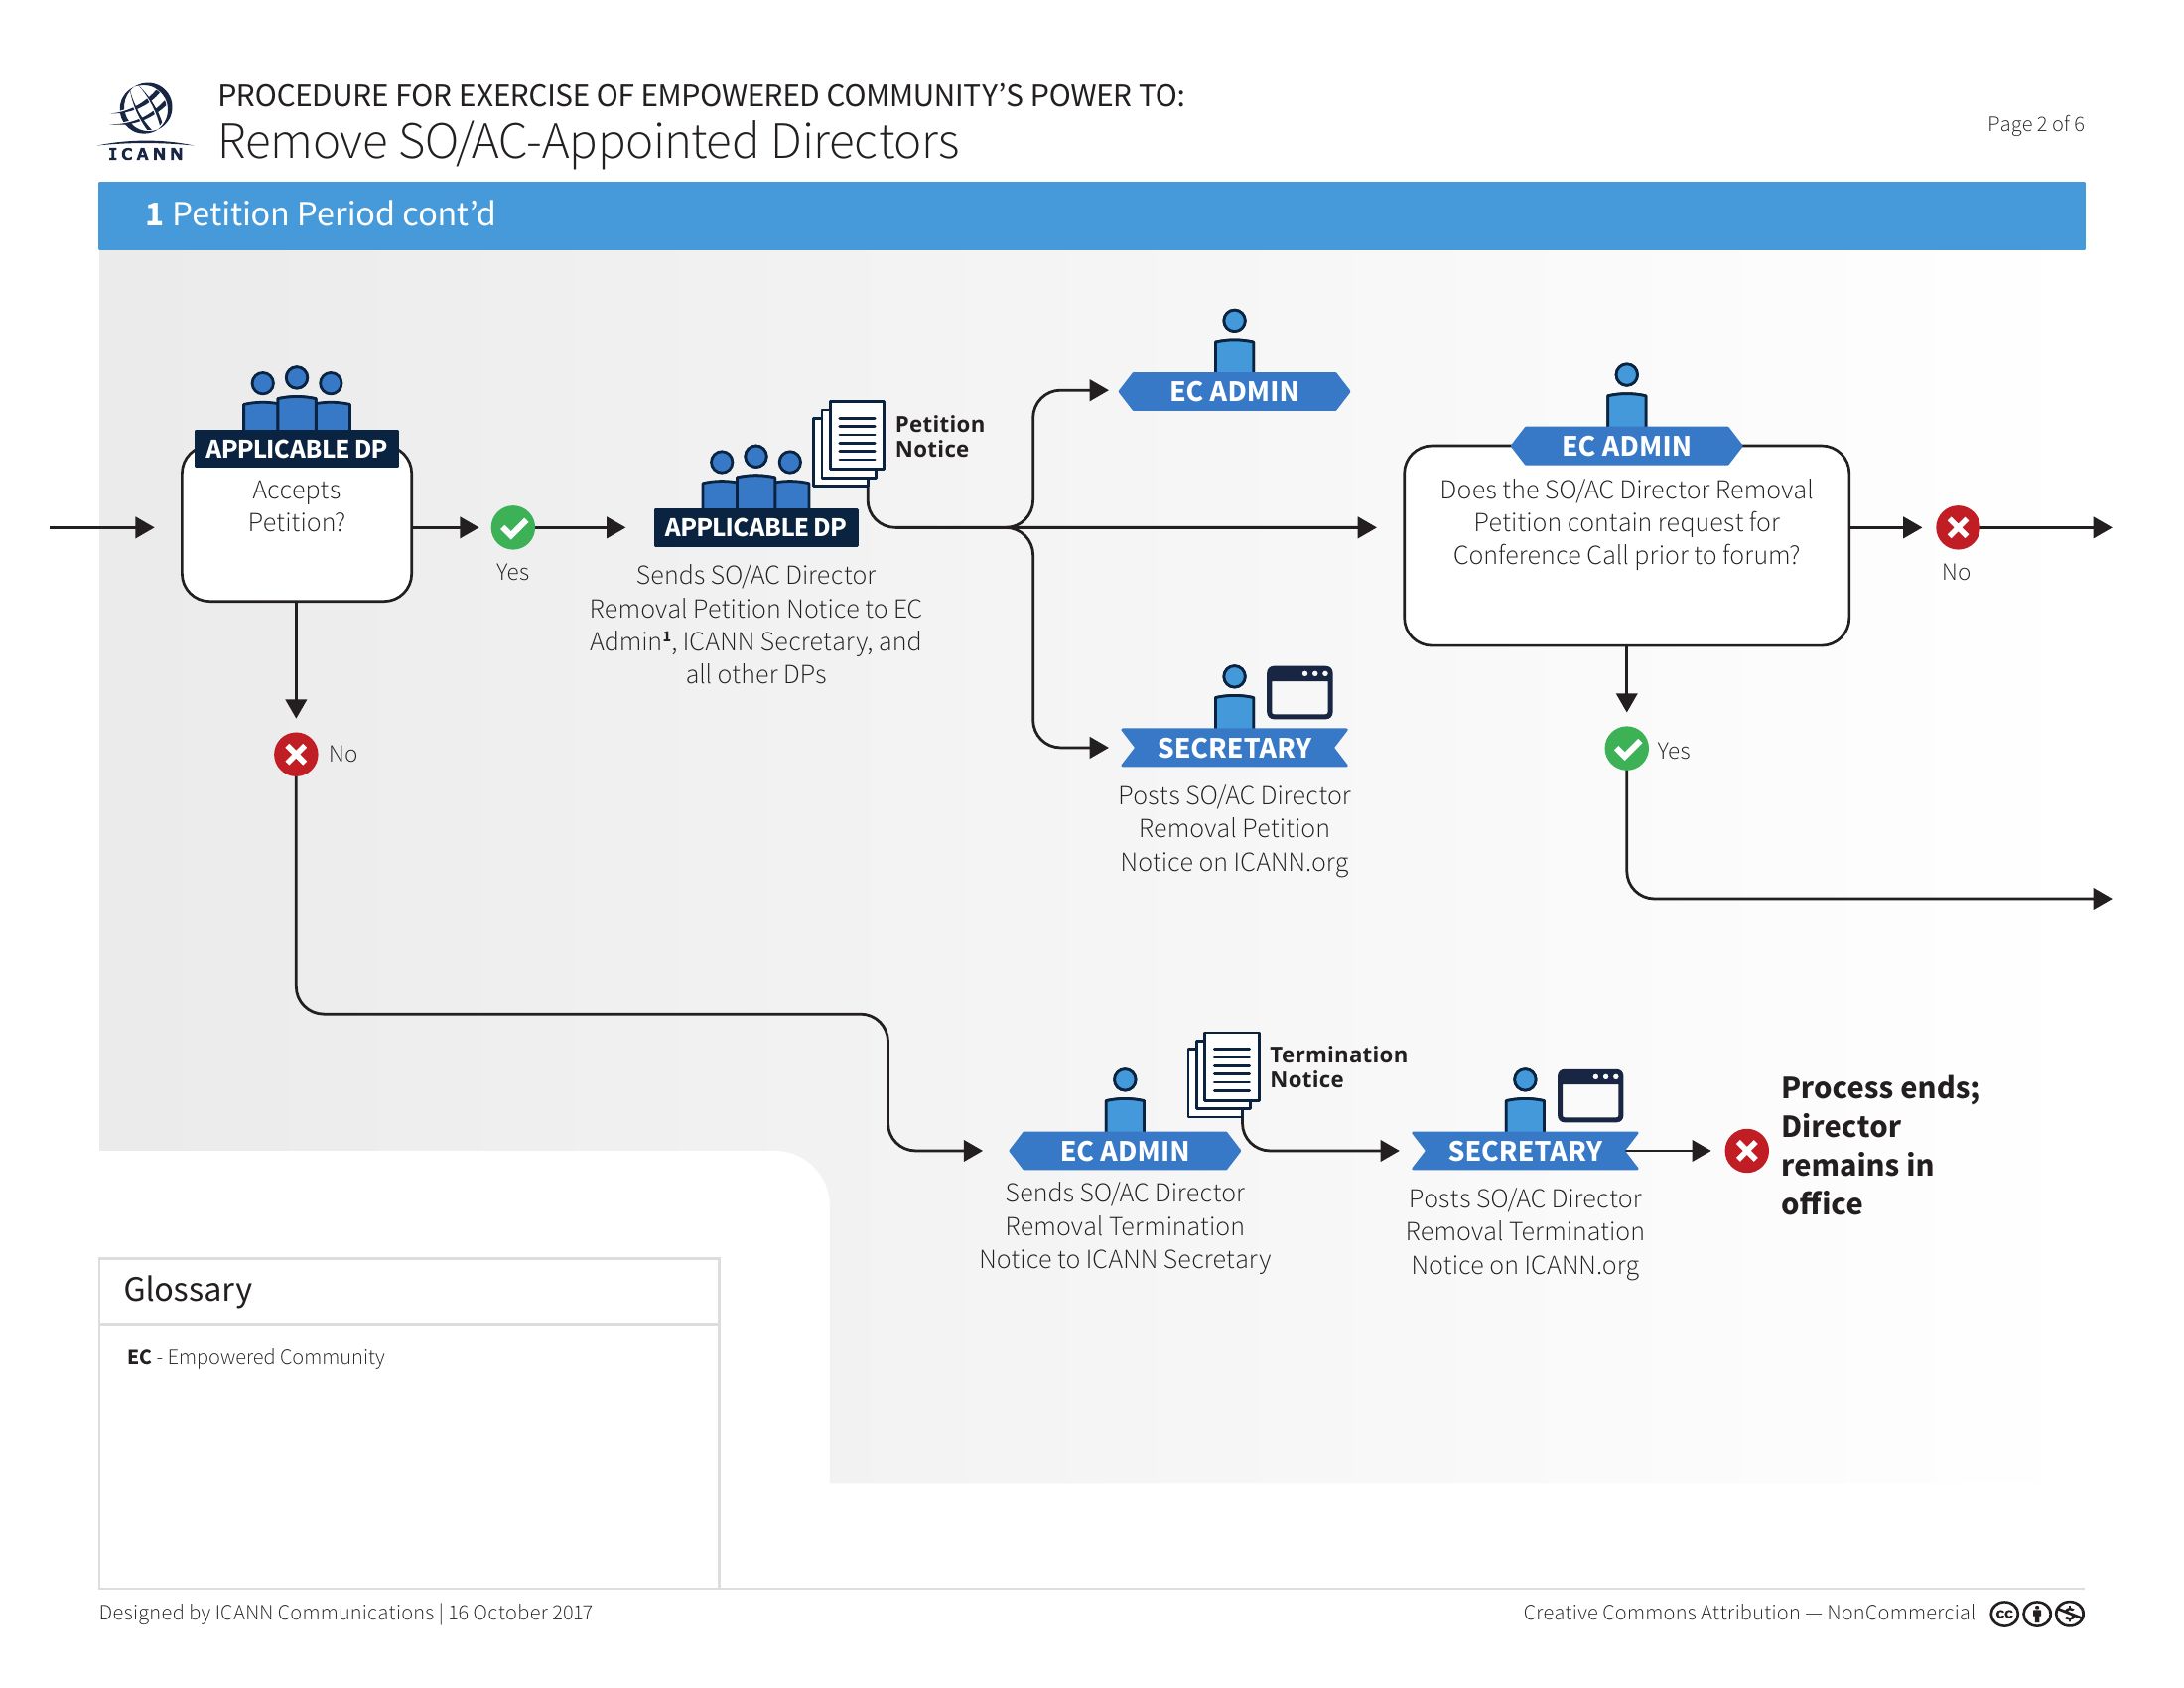 ICANN
PROCEDURE FOR EXERCISE OF EMPOWERED COMMUNITY’S POWER TO:
Remove SO/AC-Appointed Directors
Page 2 of 6
1 Petition Period cont’d
APPLICABLE DP
Accepts
Petition?
Yes
No
Petition
Notice
APPLICABLE DP
Sends SO/AC Director
Removal Petition Notice to EC
Admin¹, ICANN Secretary, and
all other DPs
EC ADMIN
SECRETARY
Posts SO/AC Director
Removal Petition
Notice on ICANN.org
EC ADMIN
Does the SO/AC Director Removal
Petition contain request for
Conference Call prior to forum?
No
Yes
Termination
Notice
EC ADMIN
Sends SO/AC Director
Removal Termination
Notice to ICANN Secretary
SECRETARY
Posts SO/AC Director
Removal Termination
Notice on ICANN.org
Process ends;
Director
remains in
office
Glossary
EC - Empowered Community
Designed by ICANN Communications | 16 October 2017
Creative Commons Attribution — NonCommercial
cc